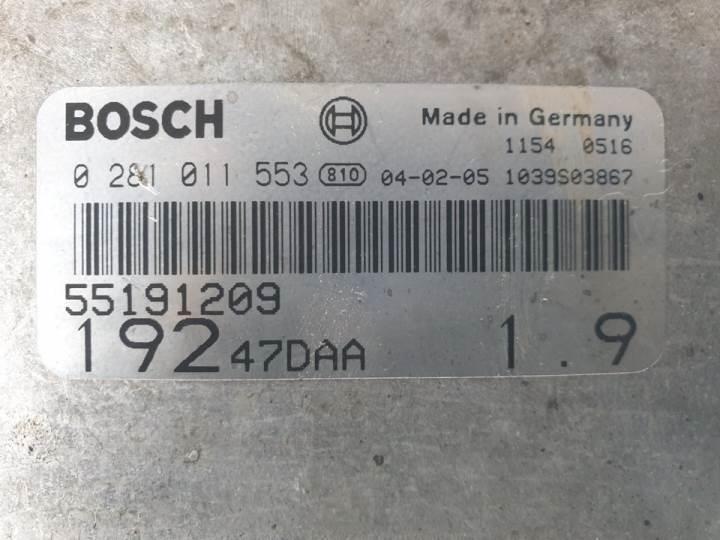 BOSCH Made in Germany
1154 0516
0 281 011 553 810 04-02-05 1039S03867
55191209
192 47DAA 1.9